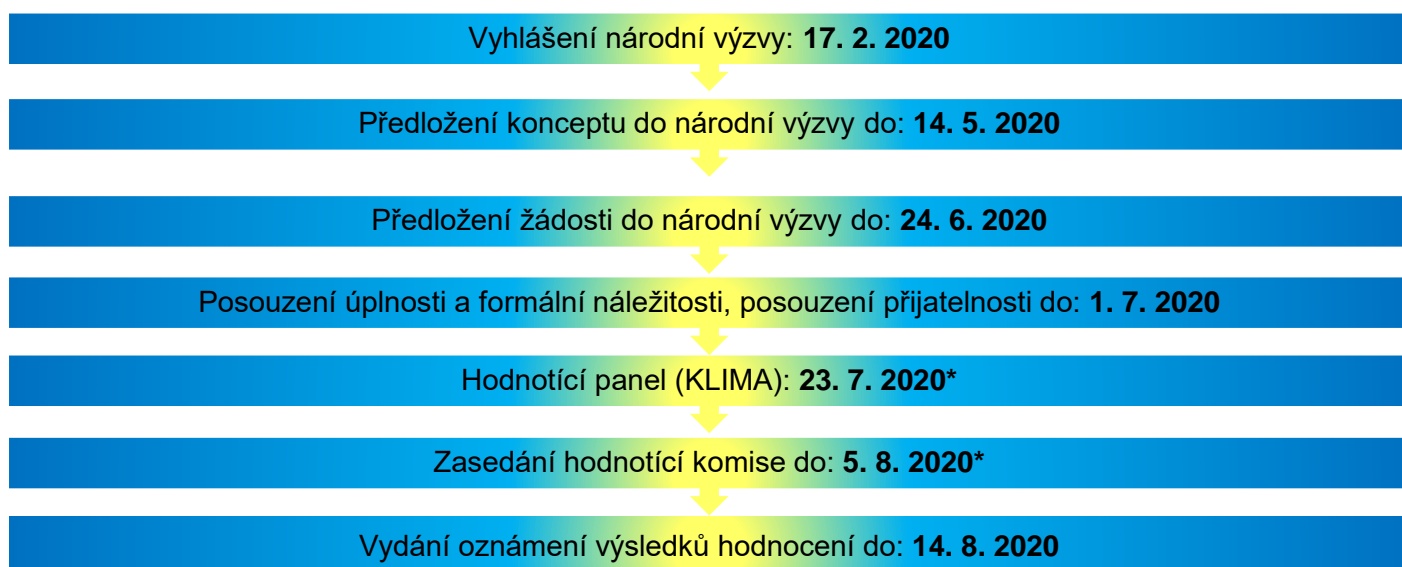 Vyhlášení národní výzvy: 17. 2. 2020
Předložení konceptu do národní výzvy do: 14. 5. 2020
Předložení žádosti do národní výzvy do: 24. 6. 2020
Posouzení úplnosti a formální náležitosti, posouzení přijatelnosti do: 1. 7. 2020
Hodnotící panel (KLIMA): 23. 7. 2020*
Zasedání hodnotící komise do: 5. 8. 2020*
Vydání oznámení výsledků hodnocení do: 14. 8. 2020